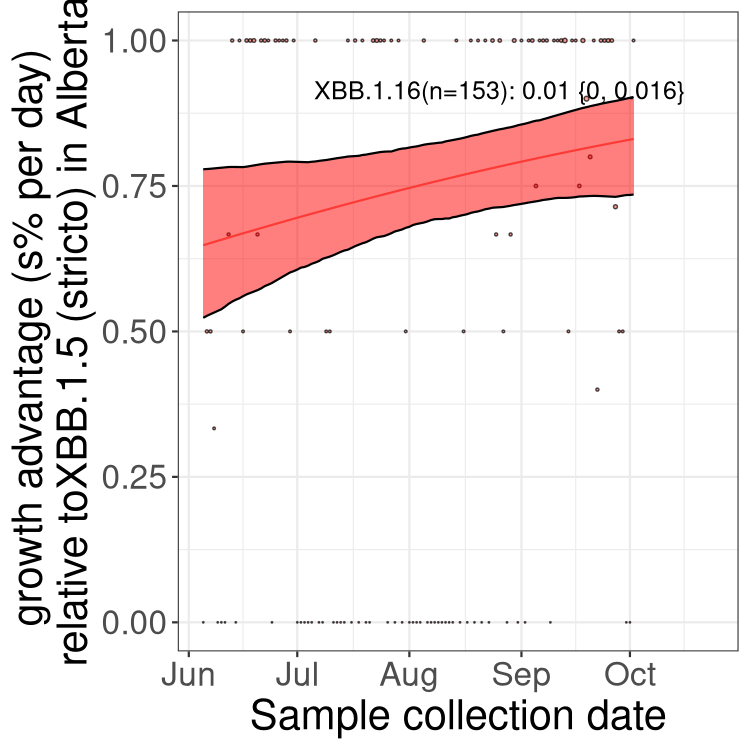 growth advantage (s% per day)
relative toXBB.1.5 (stricto) in Alberta
1.00
0.75
0.50
0.25
0.00
XBB.1.16(n=153): 0.01 {0, 0.016}
Jun Jul Aug Sep Oct
Sample collection date